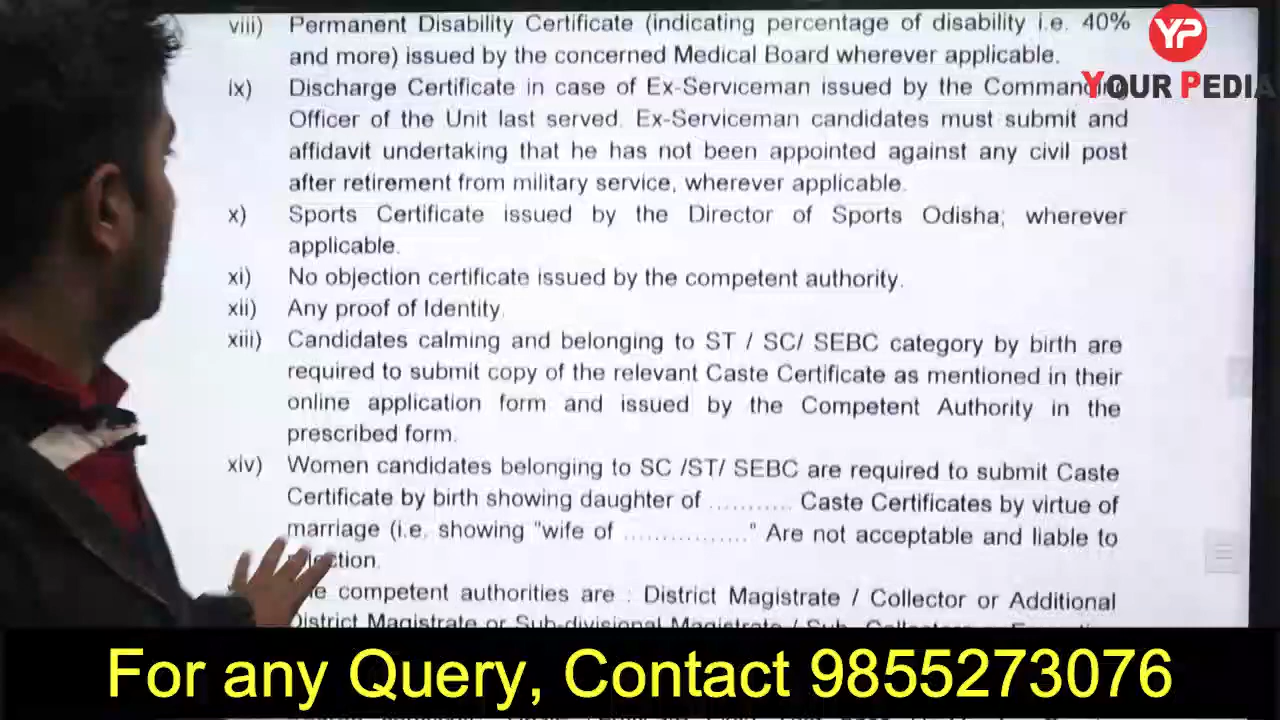 viii) Permanent Disability Certificate (indicating percentage of disability i.e. 40%
and more) issued by the concerned Medical Board wherever applicable.
YP
YOUR PEDIA
ix) Discharge Certificate in case of Ex-Serviceman issued by the Commanding
Officer of the Unit last served. Ex-Serviceman candidates must submit and
affidavit undertaking that he has not been appointed against any civil post
after retirement from military service, wherever applicable.
x) Sports Certificate issued by the Director of Sports Odisha; wherever
applicable.
xi) No objection certificate issued by the competent authority.
xii) Any proof of Identity.
xiii) Candidates calming and belonging to ST / SC/ SEBC category by birth are
required to submit copy of the relevant Caste Certificate as mentioned in their
online application form and issued by the Competent Authority in the
prescribed form.
xiv) Women candidates belonging to SC /ST/ SEBC are required to submit Caste
Certificate by birth showing daughter of ........... Caste Certificates by virtue of
marriage (i.e. showing "wife of ................." Are not acceptable and liable to
competent authorities are : District Magistrate / Collector or Additional
District Magistrate or Sub-divisional Magistrate / Sub- Collectors
For any Query, Contact 9855273076